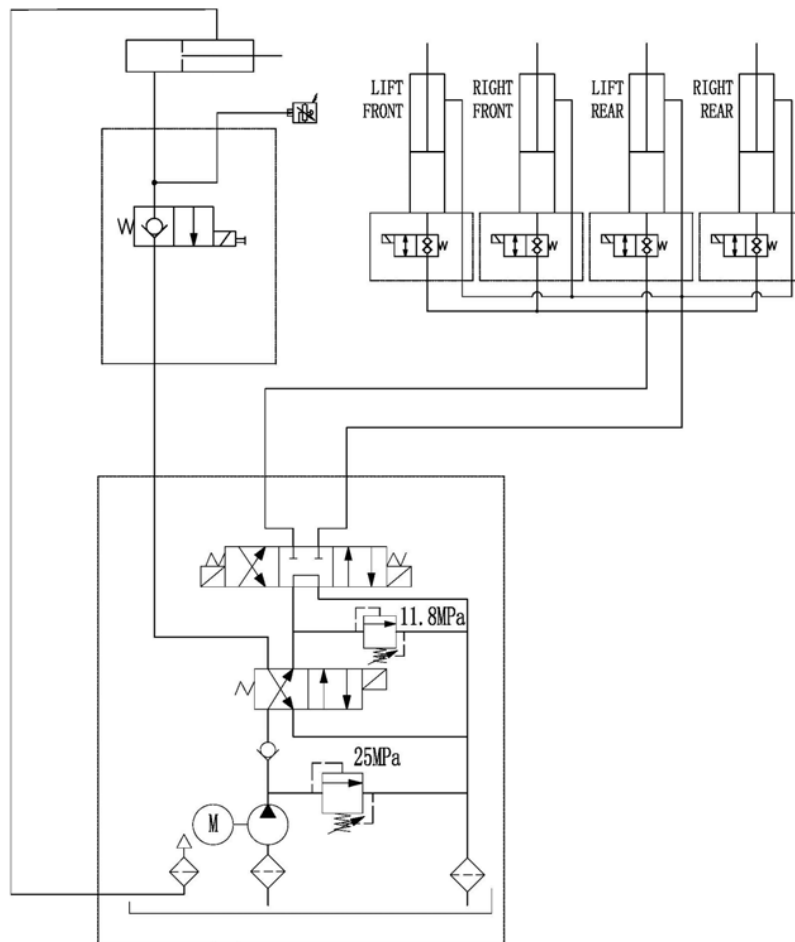 LIFT
FRONT
RIGHT
FRONT
LIFT
REAR
RIGHT
REAR
11.8MPa
25MPa
M